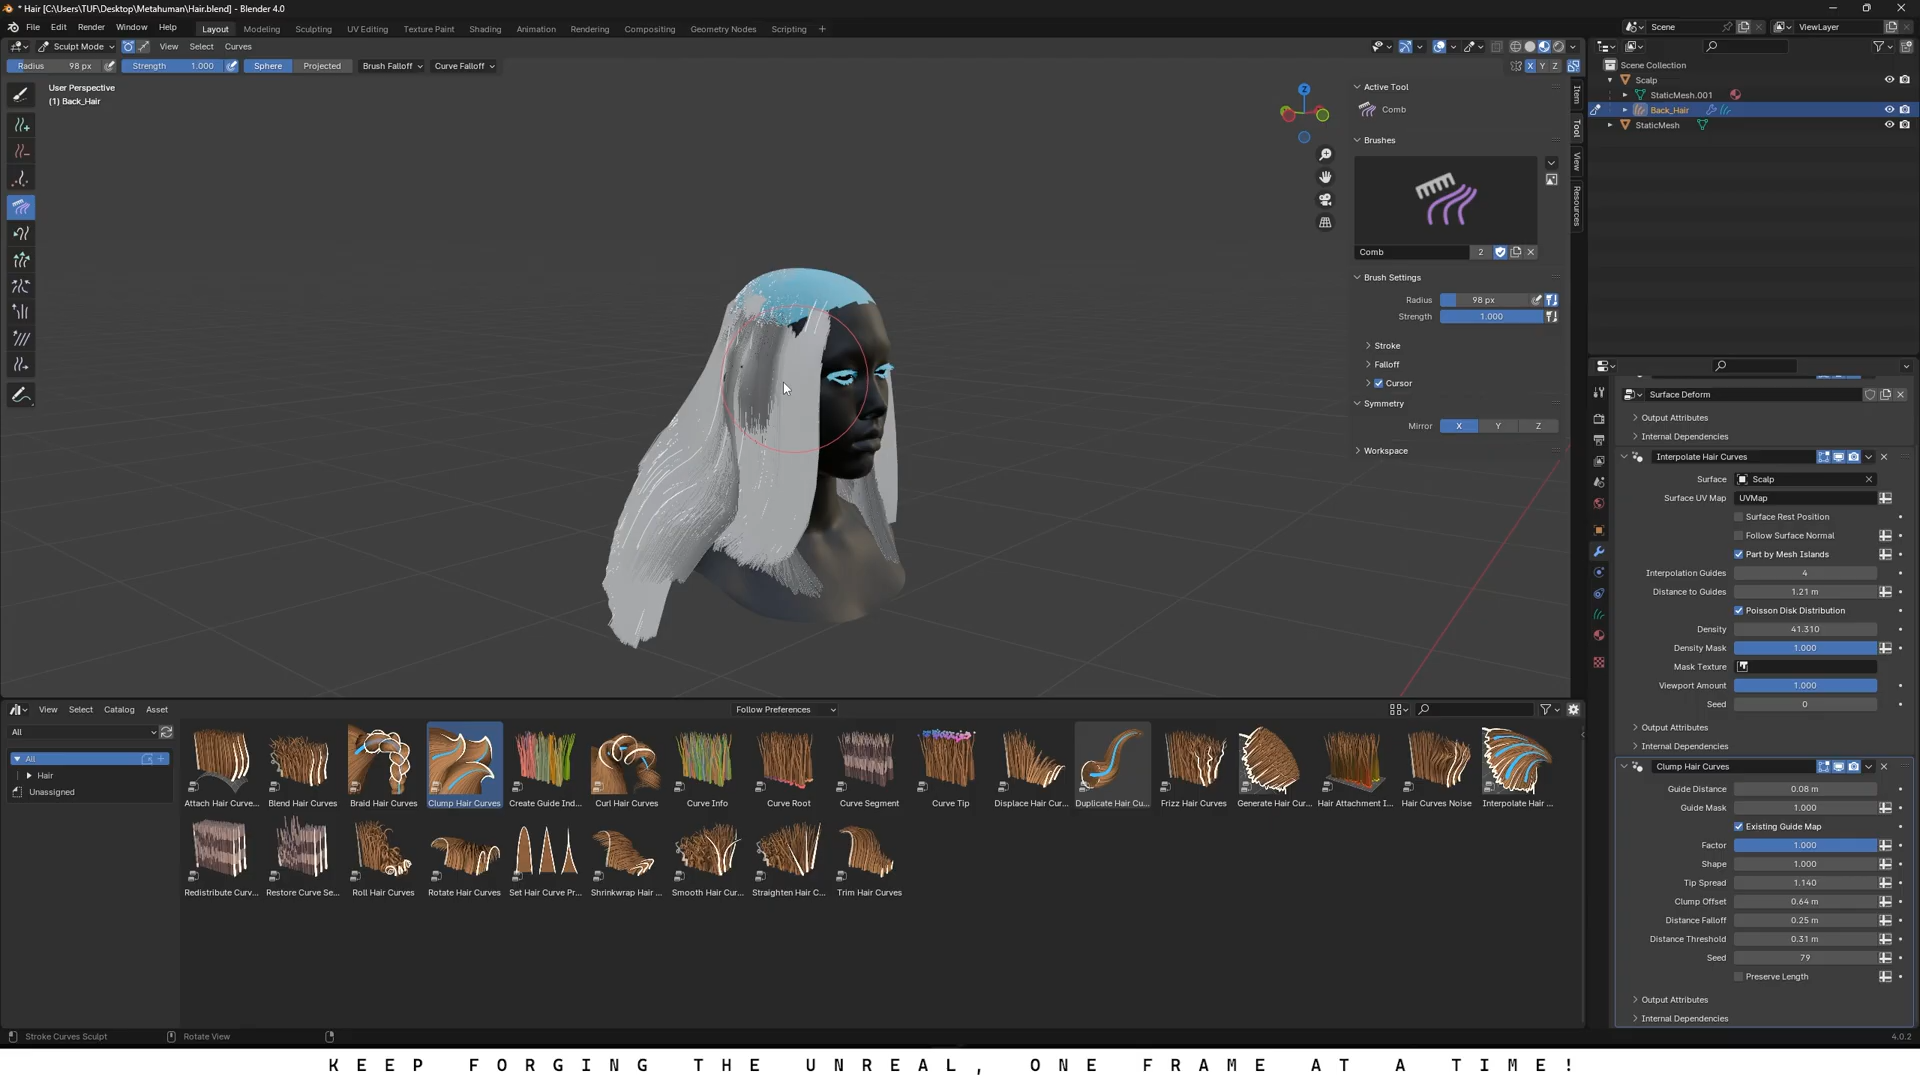 * Hair [C:\Users\TUF\Desktop\Metahuman\Hair.blend] - Blender 4.0
File Edit Render Window Help Layout Modeling Sculpting UV Editing Texture Paint Shading Animation Rendering Compositing Geometry Nodes Scripting + Scene ViewLayer
Sculpt Mode View Select Curves
Radius 98 px Strength 1.000 Sphere Projected Brush Falloff Curve Falloff X Y Z
User Perspective
(1) Back_Hair
Z
Active Tool
Comb
Brushes
Comb 2
Brush Settings
Radius 98 px
Strength 1.000
Stroke
Falloff
Cursor
Symmetry
Mirror X Y Z
Workspace
Item
Tool
View
Resources
Scene Collection
Scalp
StaticMesh.001
Back_Hair
StaticMesh
Surface Deform
Output Attributes
Internal Dependencies
Interpolate Hair Curves
Surface Scalp
Surface UV Map UVMap
Surface Rest Position
Follow Surface Normal
Part by Mesh Islands
Interpolation Guides 4
Distance to Guides 1.21 m
Poisson Disk Distribution
Density 41.310
Density Mask 1.000
Mask Texture
Viewport Amount 1.000
Seed 0
Output Attributes
Internal Dependencies
Clump Hair Curves
Guide Distance 0.08 m
Guide Mask 1.000
Existing Guide Map
Factor 1.000
Shape 1.000
Tip Spread 1.140
Clump Offset 0.64 m
Distance Falloff 0.25 m
Distance Threshold 0.31 m
Seed 79
Preserve Length
Output Attributes
Internal Dependencies
View Select Catalog Asset Follow Preferences
All
All
Hair
Unassigned
Attach Hair Curve... Blend Hair Curves Braid Hair Curves Clump Hair Curves Create Guide Ind... Curl Hair Curves Curve Info Curve Root Curve Segment Curve Tip Displace Hair Cur... Duplicate Hair Cu... Frizz Hair Curves Generate Hair Cur... Hair Attachment I... Hair Curves Noise Interpolate Hair ...
Redistribute Curv... Restore Curve Se... Roll Hair Curves Rotate Hair Curves Set Hair Curve Pr... Shrinkwrap Hair ... Smooth Hair Cur... Straighten Hair C... Trim Hair Curves
Stroke Curves Sculpt Rotate View 4.0.2
KEEP FORGING THE UNREAL, ONE FRAME AT A TIME!